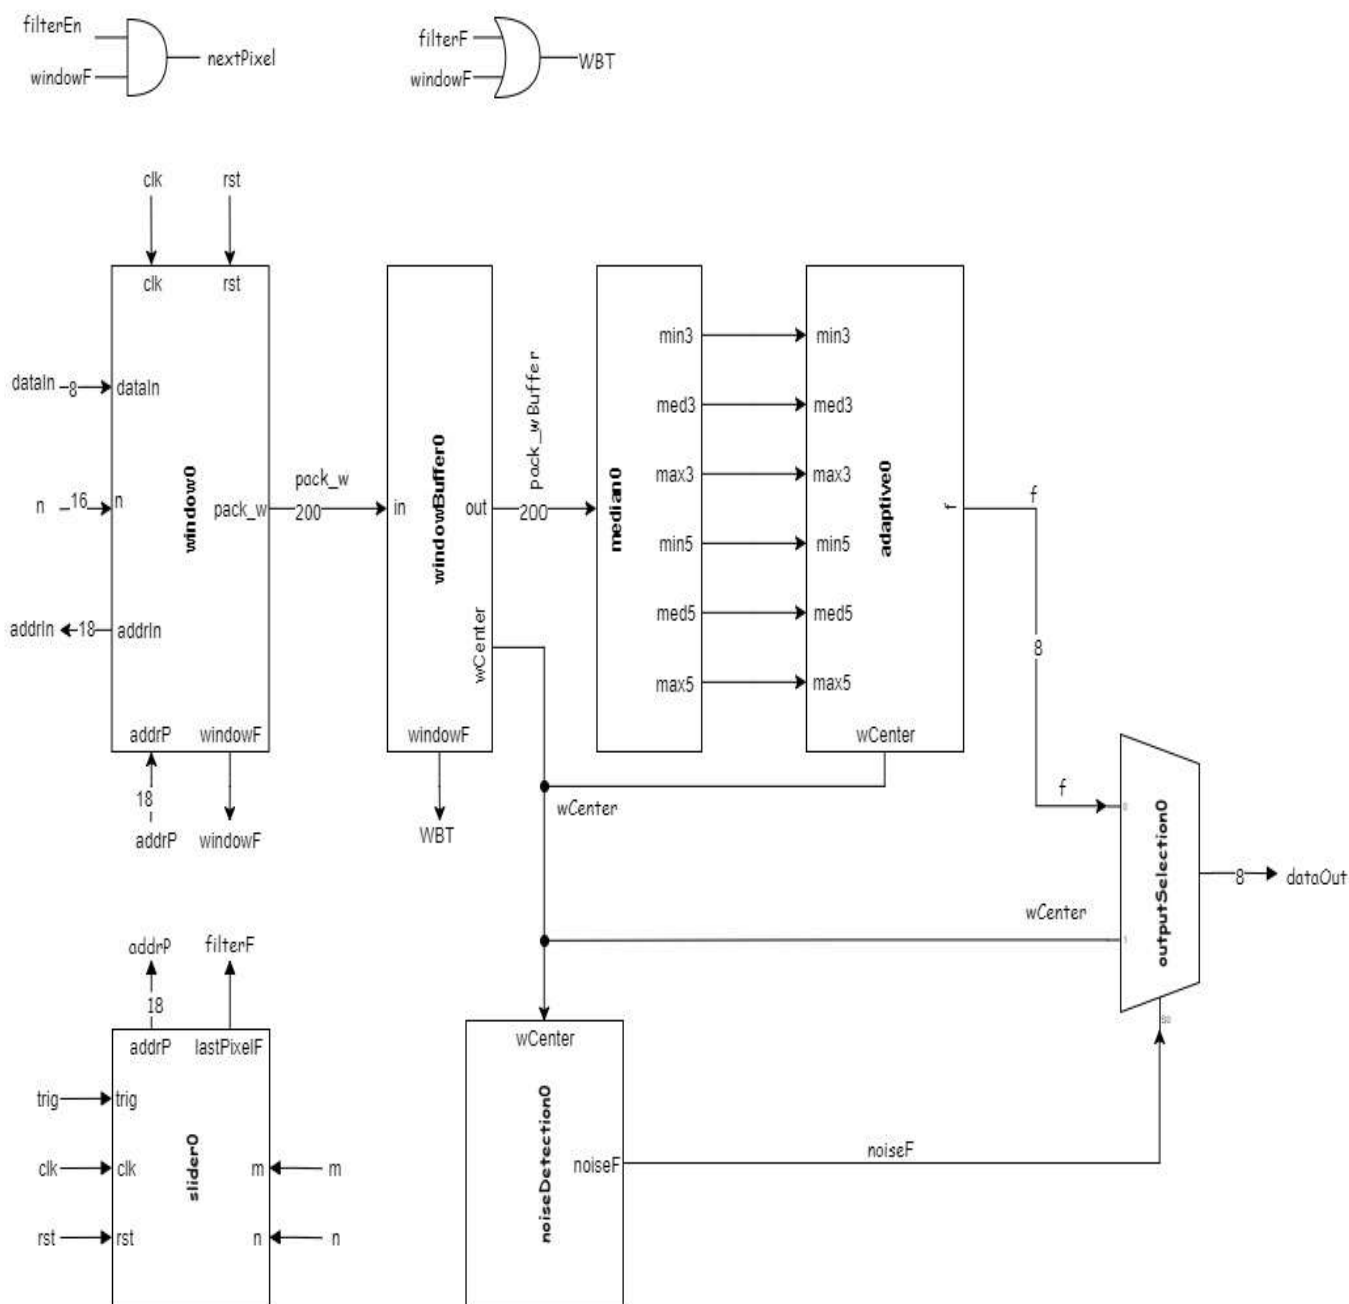 filterEn
windowF
nextPixel
filterF
windowF
WBT
clk
rst
clk
rst
dataIn
8
dataIn
n
16
n
addrIn
18
addrIn
window0
pack_w
addrP
windowF
18
addrP
windowF
pack_w
200
in
windowBuffer0
out
wCenter
windowF
WBT
pack_wBuffer
200
median0
min3
med3
max3
min5
med5
max5
min3
med3
max3
min5
med5
max5
adaptive0
f
wCenter
wCenter
f
8
f
wCenter
0
1
outputSelection0
S0
8
dataOut
addrP
filterF
18
addrP
lastPixelF
trig
trig
clk
clk
rst
rst
slider0
m
m
n
n
wCenter
noiseDetection0
noiseF
noiseF